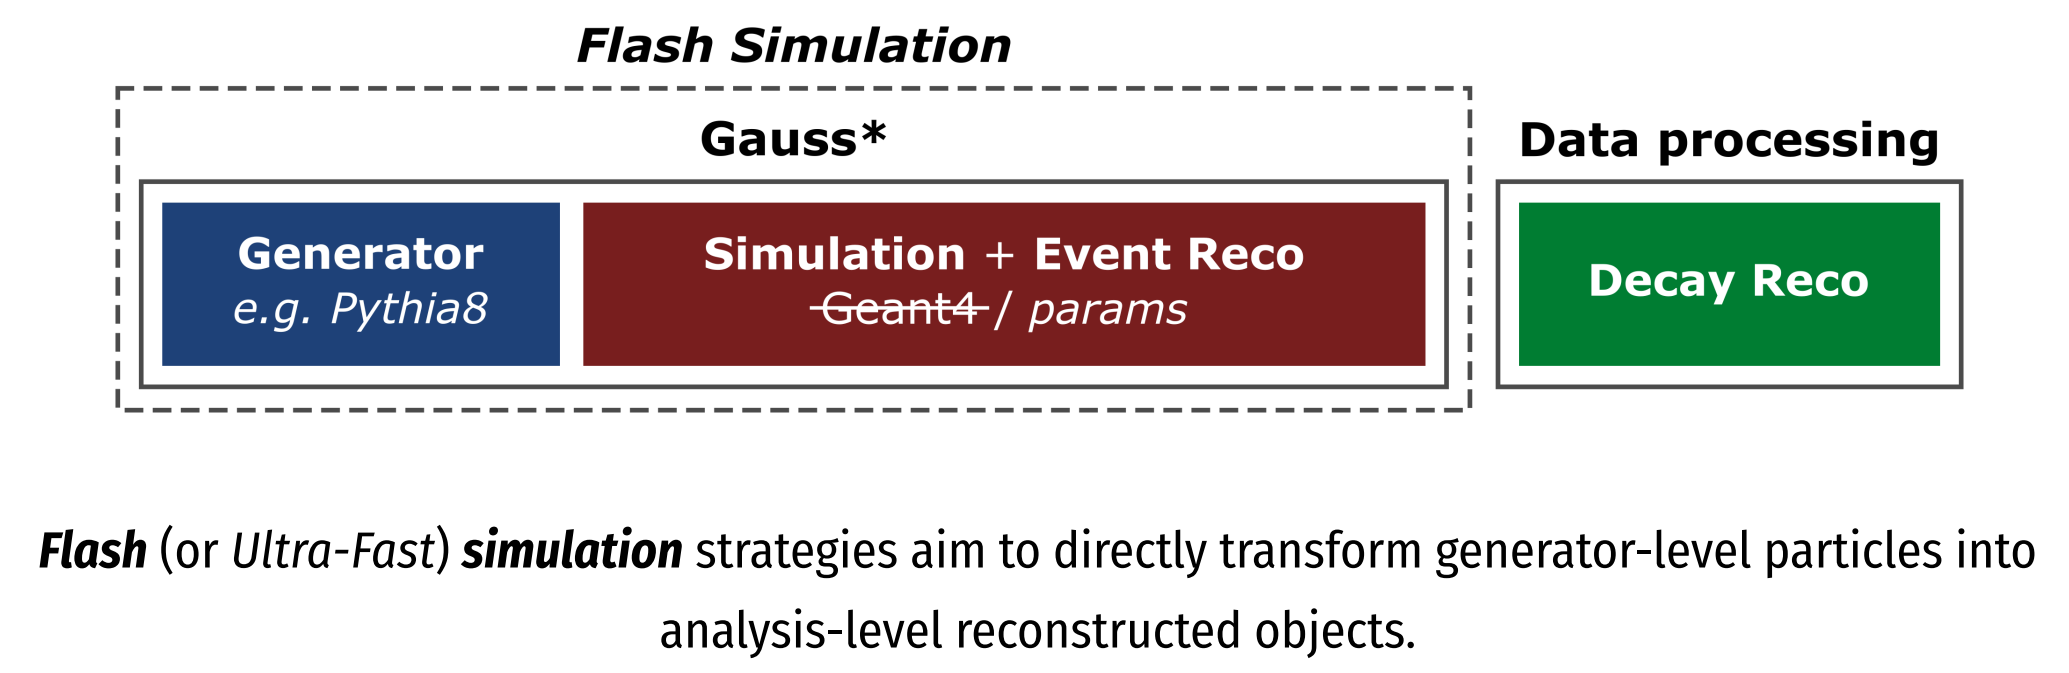 Flash Simulation
Gauss*
Data processing
Generator
e.g. Pythia8
Simulation + Event Reco
Geant4 / params
Decay Reco
Flash (or Ultra-Fast) simulation strategies aim to directly transform generator-level particles into
analysis-level reconstructed objects.